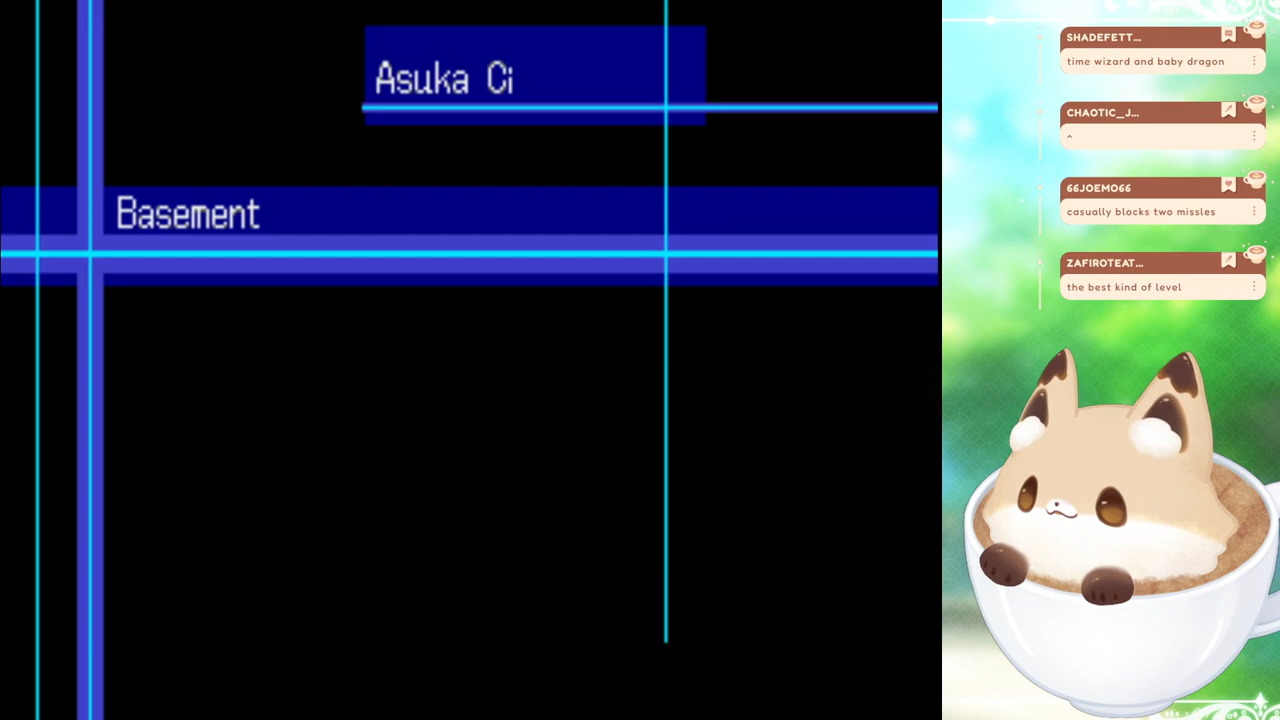 Asuka Ci
Basement
SHADEFETT...
time wizard and baby dragon
CHAOTIC_J...
^
66JOEMO66
casually blocks two missles
ZAFIROTEAT...
the best kind of level